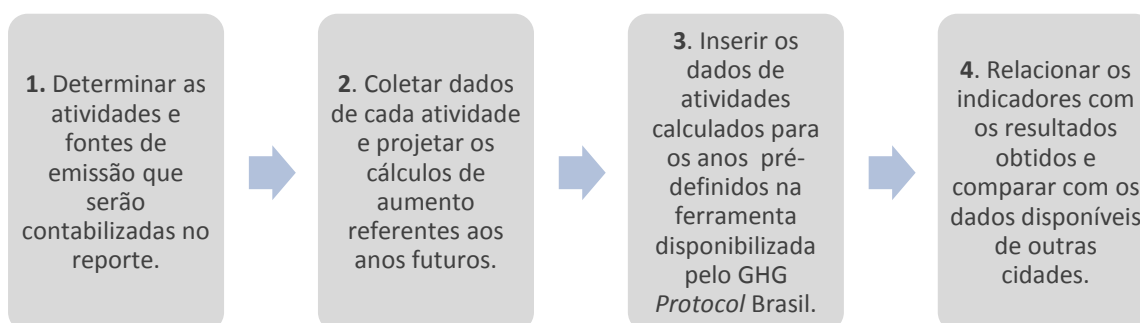 1. Determinar as
atividades e
fontes de
emissão que
serão
contabilizadas no
reporte.
2. Coletar dados
de cada atividade
e projetar os
cálculos de
aumento
referentes aos
anos futuros.
3. Inserir os
dados de
atividades
calculados para
os anos pré-
definidos na
ferramenta
disponibilizada
pelo GHG
Protocol Brasil.
4. Relacionar os
indicadores com
os resultados
obtidos e
comparar com os
dados disponíveis
de outras
cidades.